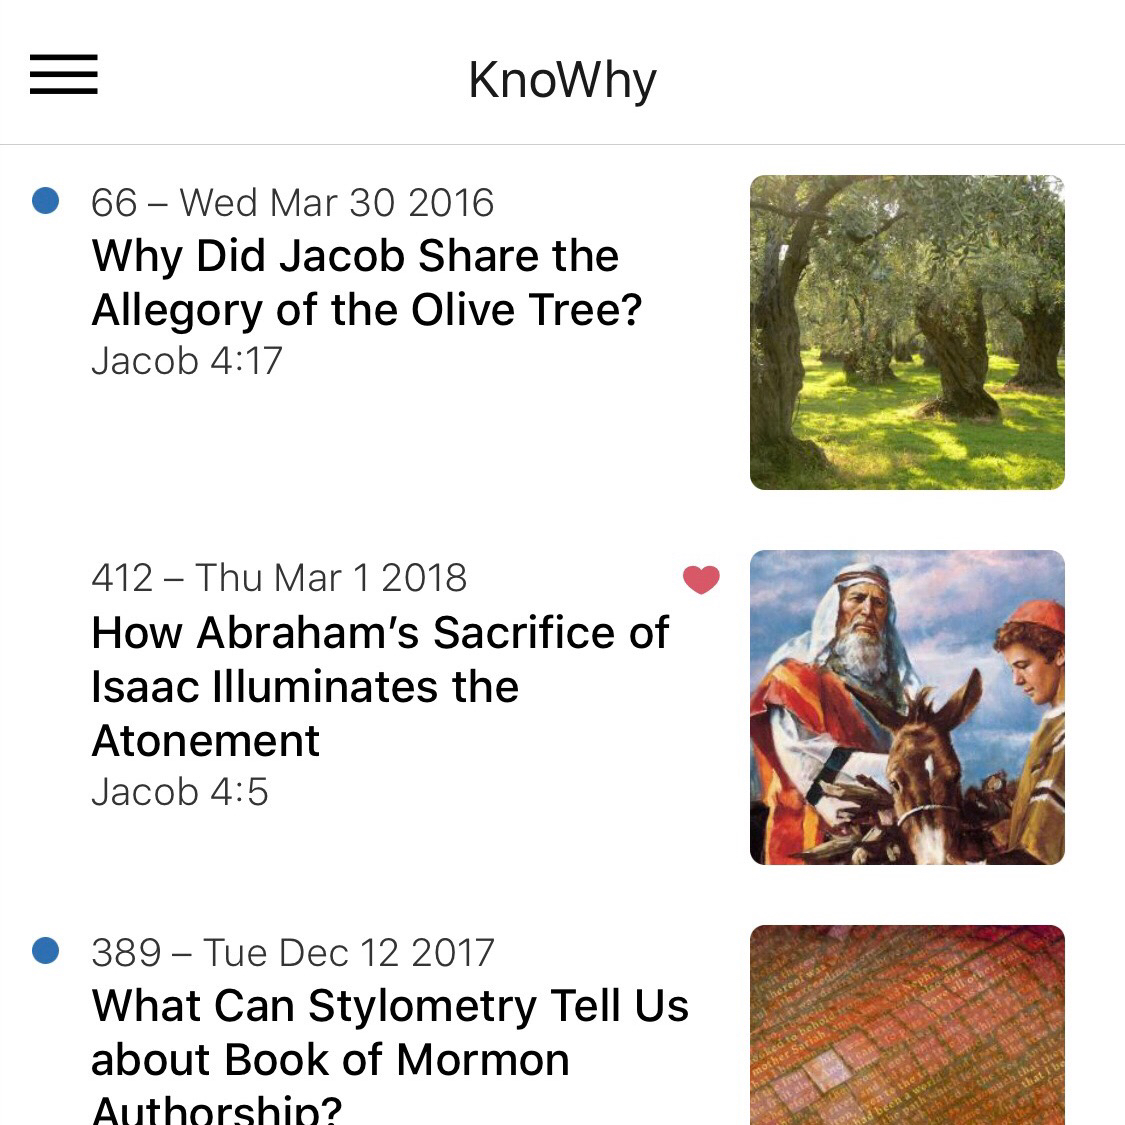 KnoWhy
66 – Wed Mar 30 2016
Why Did Jacob Share the
Allegory of the Olive Tree?
Jacob 4:17
412 – Thu Mar 1 2018
How Abraham’s Sacrifice of
Isaac Illuminates the
Atonement
Jacob 4:5
389 – Tue Dec 12 2017
What Can Stylometry Tell Us
about Book of Mormon
Authorship?